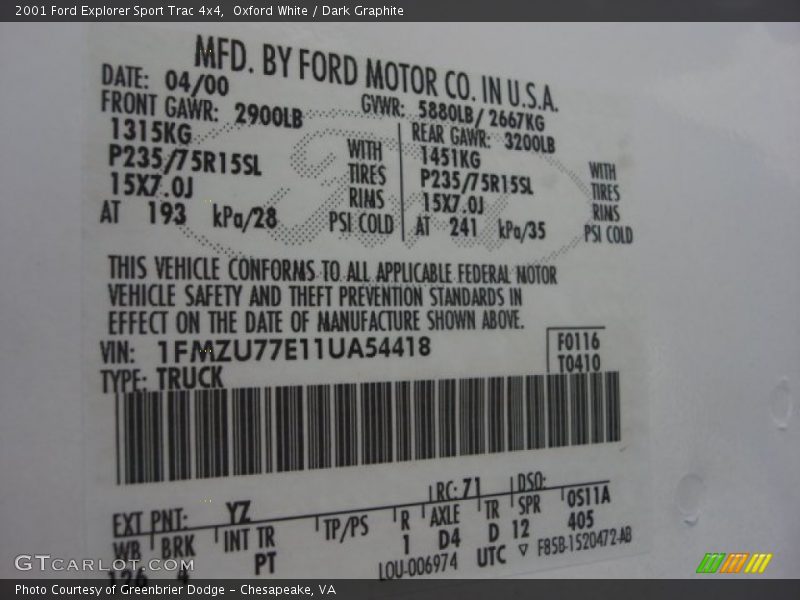 2001 Ford Explorer Sport Trac 4x4, Oxford White / Dark Graphite
MFD. BY FORD MOTOR CO. IN U.S.A.
DATE: 04/00 GVWR: 5880LB/ 2667KG
FRONT GAWR: 2900LB REAR GAWR: 3200LB
1315KG WITH 1451KG WITH
P235/75R15SL TIRES P235/75R15SL TIRES
15X7.0J RIMS 15X7.0J RIMS
AT 193 kPa/28 PSI COLD AT 241 kPa/35 PSI COLD
THIS VEHICLE CONFORMS TO ALL APPLICABLE FEDERAL MOTOR
VEHICLE SAFETY AND THEFT PREVENTION STANDARDS IN
EFFECT ON THE DATE OF MANUFACTURE SHOWN ABOVE.
VIN: 1FMZU77E11UA54418 F0116
TYPE: TRUCK T0410
EXT PNT: YZ RC: 71 DSO:
WB BRK INT TR TP/PS R AXLE TR SPR 0S11A
126 4 PT 1 D4 D 12 405
LOU-006974 UTC ▽ F85B-1520472-AB
GTCARLOT.COM
Photo Courtesy of Greenbrier Dodge – Chesapeake, VA